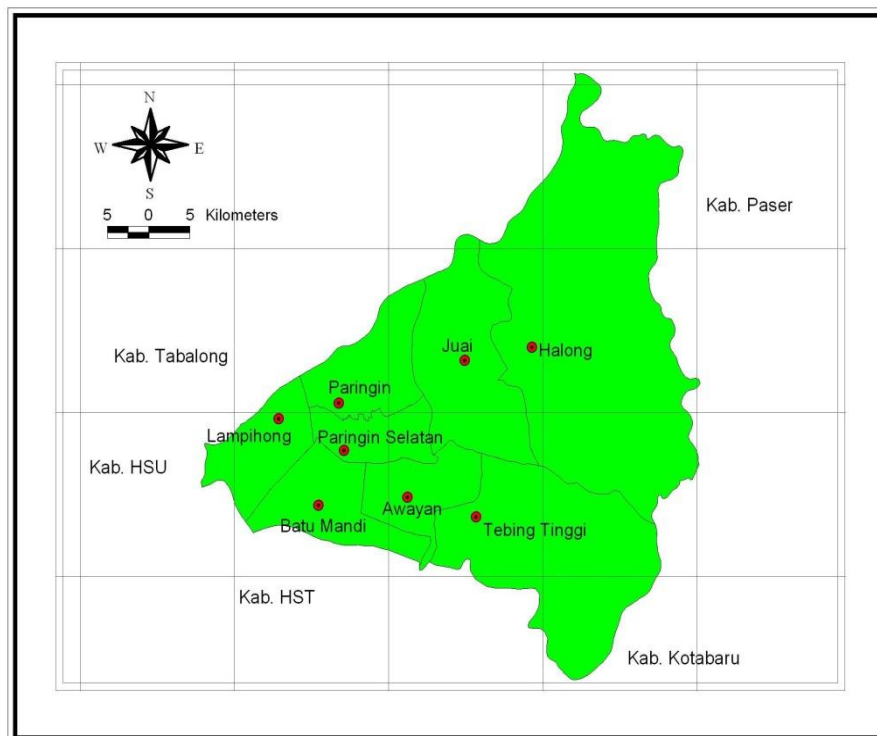 N
W E
S
5 0 5 Kilometers
Kab. Paser
Kab. Tabalong
Juai
Halong
Paringin
Lampihong
Paringin Selatan
Kab. HSU
Awayan
Batu Mandi
Tebing Tinggi
Kab. HST
Kab. Kotabaru